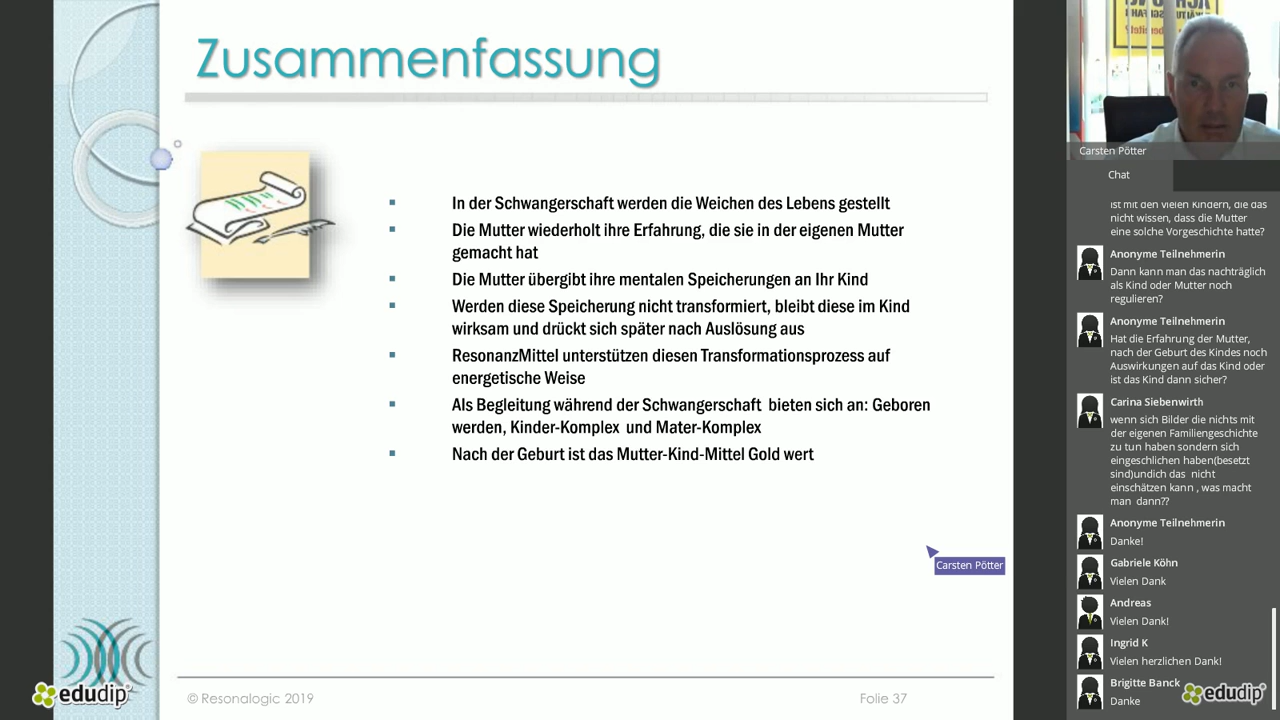 Zusammenfassung
In der Schwangerschaft werden die Weichen des Lebens gestellt
Die Mutter wiederholt ihre Erfahrung, die sie in der eigenen Mutter
gemacht hat
Die Mutter übergibt ihre mentalen Speicherungen an Ihr Kind
Werden diese Speicherung nicht transformiert, bleibt diese im Kind
wirksam und drückt sich später nach Auslösung aus
ResonanzMittel unterstützen diesen Transformationsprozess auf
energetische Weise
Als Begleitung während der Schwangerschaft bieten sich an: Geboren
werden, Kinder-Komplex und Mater-Komplex
Nach der Geburt ist das Mutter-Kind-Mittel Gold wert
Carsten Pötter
© Resonalogic 2019
Folie 37
edudip
Carsten Pötter
Chat
ist mit den vielen Kindern, die das
nicht wissen, dass die Mutter
eine solche Vorgeschichte hatte?
Anonyme Teilnehmerin
Dann kann man das nachträglich
als Kind oder Mutter noch
regulieren?
Anonyme Teilnehmerin
Hat die Erfahrung der Mutter,
nach der Geburt des Kindes noch
Auswirkungen auf das Kind oder
ist das Kind dann sicher?
Carina Siebenwirth
wenn sich Bilder die nichts mit
der eigenen Familiengeschichte
zu tun haben sondern sich
eingeschlichen haben(besetzt
sind)undich das nicht
einschätzen kann , was macht
man dann??
Anonyme Teilnehmerin
Danke!
Gabriele Köhn
Vielen Dank
Andreas
Vielen Dank!
Ingrid K
Vielen herzlichen Dank!
Brigitte Banck
Danke
edudip